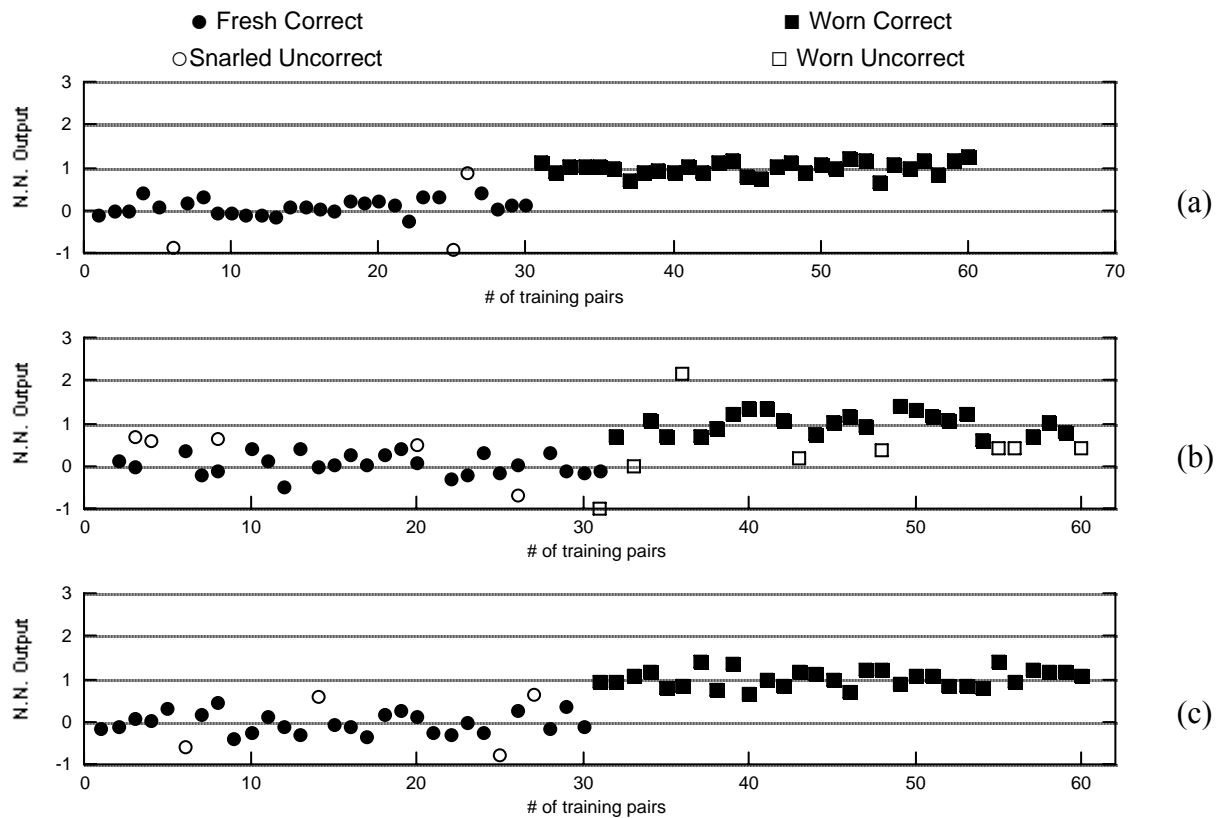 Fresh Correct
Worn Correct
Snarled Uncorrect
Worn Uncorrect
N.N. Output
3
2
1
0
-1
0 10 20 30 40 50 60 70
# of training pairs
(a)
N.N. Output
3
2
1
0
-1
0 10 20 30 40 50 60
# of training pairs
(b)
N.N. Output
3
2
1
0
-1
0 10 20 30 40 50 60
# of training pairs
(c)